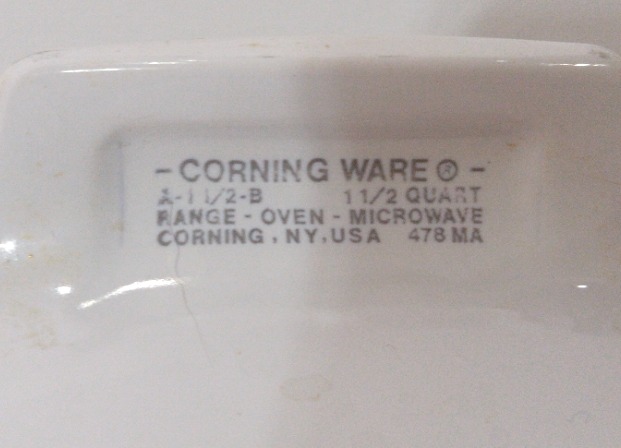 - CORNING WARE ® -
A-1 1/2-B 1 1/2 QUART
RANGE - OVEN - MICROWAVE
CORNING, NY, USA 478 MA